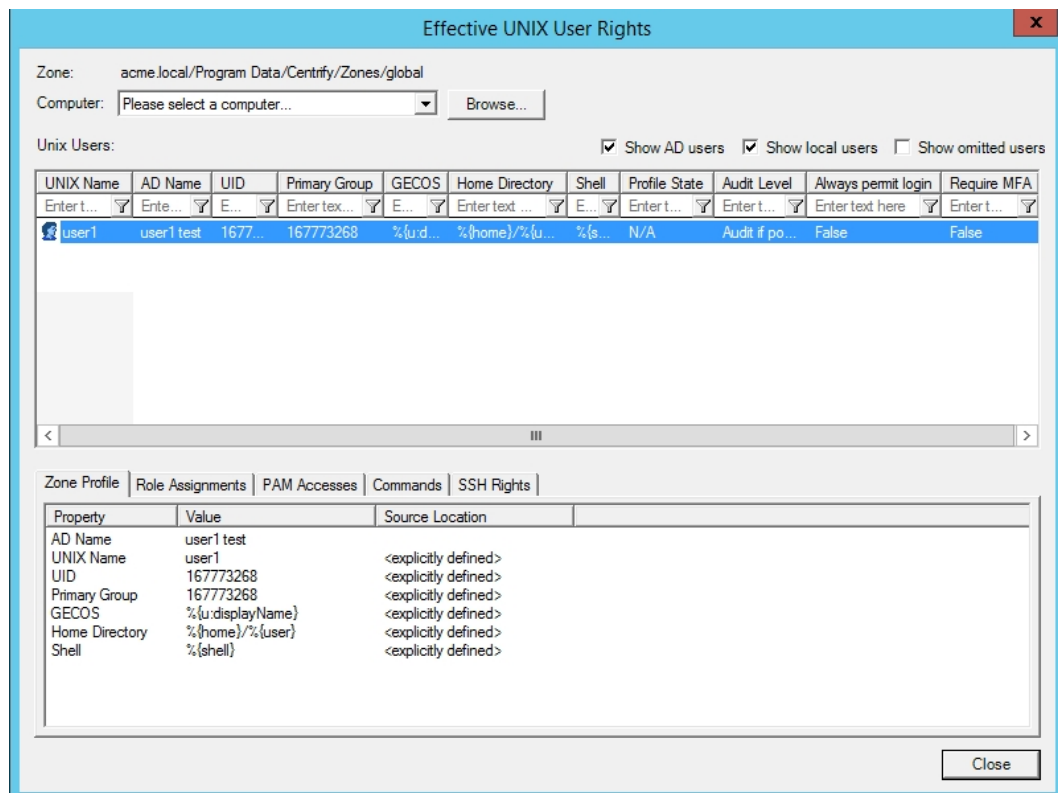 Effective UNIX User Rights
x
Zone: acme.local/Program Data/Centrify/Zones/global
Computer: Please select a computer... Browse...
Unix Users: Show AD users Show local users Show omitted users
UNIX Name AD Name UID Primary Group GECOS Home Directory Shell Profile State Audit Level Always permit login Require MFA
Enter t... Ente... E... Enter tex... E... Enter text ... E... Enter t... Enter t... Enter text here Enter t...
user1 user1 test 1677... 167773268 %{u:d... %{home}/%{u... %{s... N/A Audit if po... False False
Zone Profile Role Assignments PAM Accesses Commands SSH Rights
Property Value Source Location
AD Name user1 test
UNIX Name user1 <explicitly defined>
UID 167773268 <explicitly defined>
Primary Group 167773268 <explicitly defined>
GECOS %{u:displayName} <explicitly defined>
Home Directory %{home}/%{user} <explicitly defined>
Shell %{shell} <explicitly defined>
Close